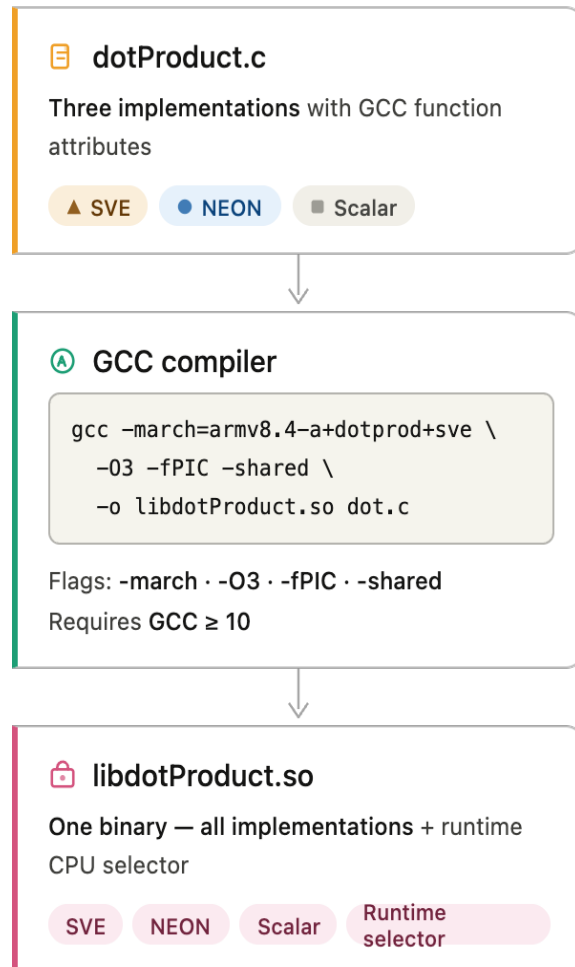 dotProduct.c
Three implementations with GCC function
attributes
SVE
NEON
Scalar
GCC compiler
gcc -march=armv8.4-a+dotprod+sve \
-O3 -fPIC -shared \
-o libdotProduct.so dot.c
Flags: -march · -O3 · -fPIC · -shared
Requires GCC ≥ 10
libdotProduct.so
One binary — all implementations + runtime
CPU selector
SVE
NEON
Scalar
Runtime
selector